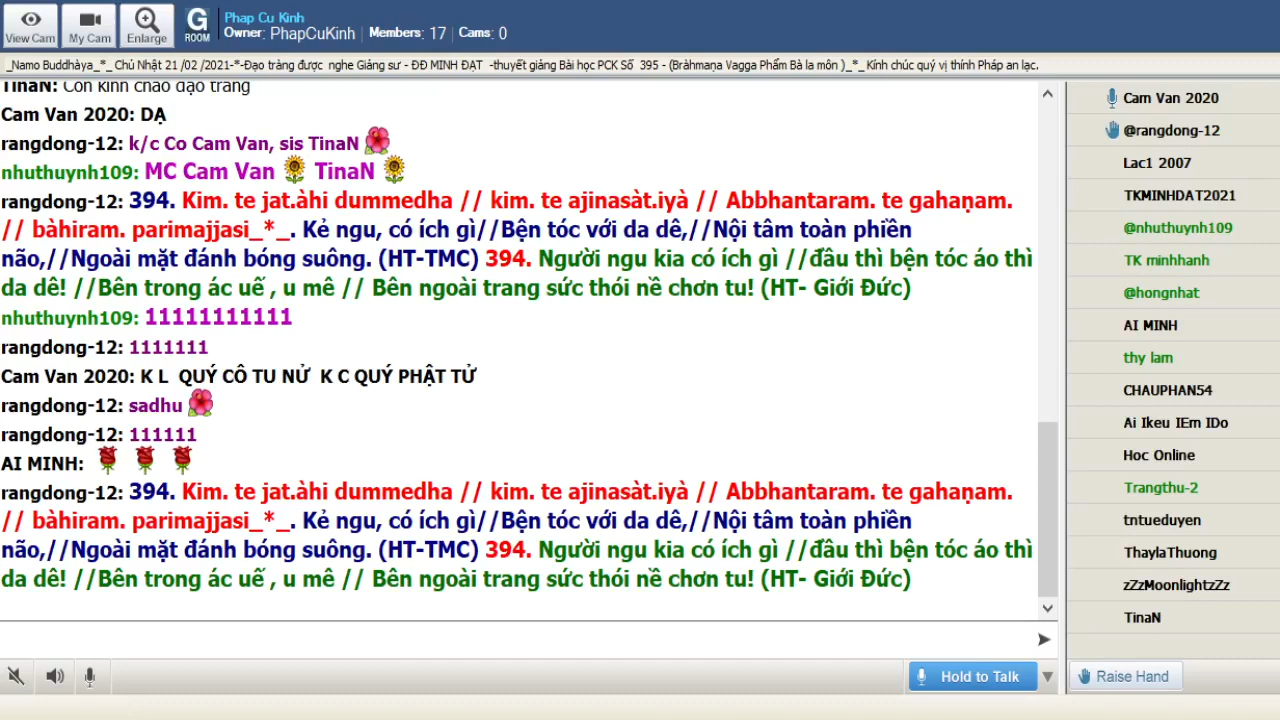 View Cam
My Cam
Enlarge
G
ROOM
Phap Cu Kinh
Owner: PhapCuKinh | Members: 17 | Cams: 0
_Namo Buddhàya_*_ Chủ Nhật 21 /02 /2021-*-Đạo tràng được nghe Giảng sư - ĐĐ MINH ĐẠT -thuyết giảng Bài học PCK Số 395 - (Bràhmaṇa Vagga Phẩm Bà la môn )_*_ Kính chúc quý vị thính Pháp an lạc.
TinaN: Con kính chào đạo tràng
Cam Van 2020: DẠ
rangdong-12: k/c Co Cam Van, sis TinaN
nhuthuynh109: MC Cam Van TinaN
rangdong-12: 394. Kim. te jat.àhi dummedha // kim. te ajinasàt.iyà // Abbhantaram. te gahaṇam.
// bàhiram. parimajjasi_*_. Kẻ ngu, có ích gì//Bện tóc với da dê,//Nội tâm toàn phiền
não,//Ngoài mặt đánh bóng suông. (HT-TMC) 394. Người ngu kia có ích gì //đầu thì bện tóc áo thì
da dê! //Bên trong ác uế , u mê // Bên ngoài trang sức thói nề chơn tu! (HT- Giới Đức)
nhuthuynh109: 11111111111
rangdong-12: 1111111
Cam Van 2020: K L QUÝ CÔ TU NỬ K C QUÝ PHẬT TỬ
rangdong-12: sadhu
rangdong-12: 111111
AI MINH:
rangdong-12: 394. Kim. te jat.àhi dummedha // kim. te ajinasàt.iyà // Abbhantaram. te gahaṇam.
// bàhiram. parimajjasi_*_. Kẻ ngu, có ích gì//Bện tóc với da dê,//Nội tâm toàn phiền
não,//Ngoài mặt đánh bóng suông. (HT-TMC) 394. Người ngu kia có ích gì //đầu thì bện tóc áo thì
da dê! //Bên trong ác uế , u mê // Bên ngoài trang sức thói nề chơn tu! (HT- Giới Đức)
Cam Van 2020
@rangdong-12
Lac1 2007
TKMINHDAT2021
@nhuthuynh109
TK minhhanh
@hongnhat
AI MINH
thy lam
CHAUPHAN54
Ai Ikeu IEm IDo
Hoc Online
Trangthu-2
tntueduyen
ThaylaThuong
zZzMoonlightzZz
TinaN
Hold to Talk
Raise Hand